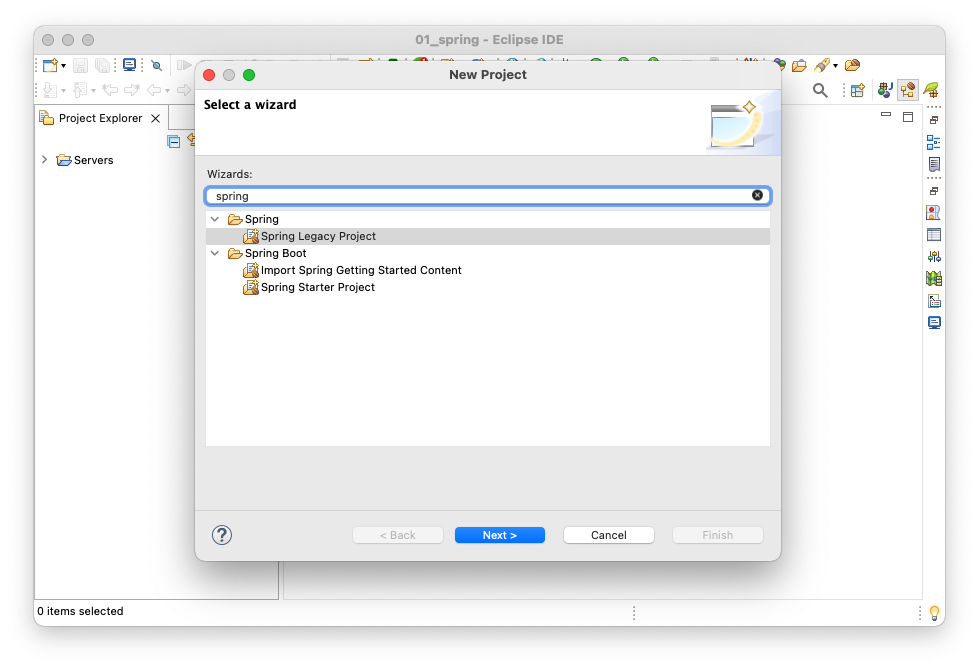 01_spring - Eclipse IDE
New Project
Select a wizard
Project Explorer
Servers
Wizards:
spring
Spring
Spring Legacy Project
Spring Boot
Import Spring Getting Started Content
Spring Starter Project
?
< Back
Next >
Cancel
Finish
0 items selected